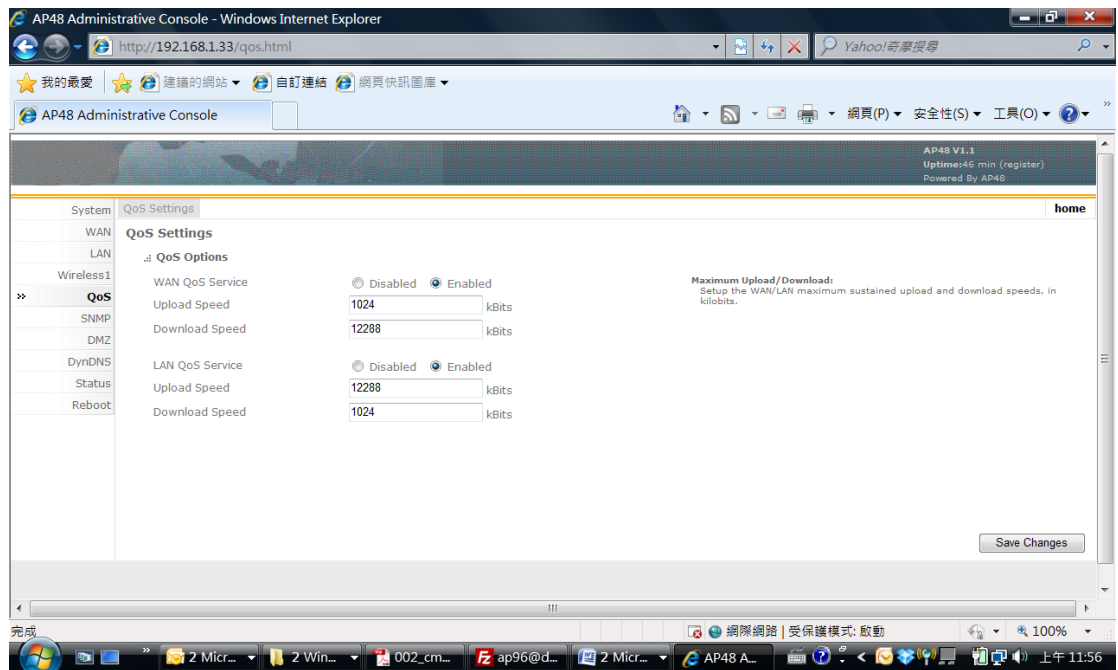 AP48 Administrative Console - Windows Internet Explorer
http://192.168.1.33/qos.html
Yahoo!奇摩搜尋
我的最愛 建議的網站 自訂連結 網頁快訊圖庫
AP48 Administrative Console
網頁(P) 安全性(S) 工具(O) »
AP48 V1.1
Uptime:46 min (register)
Powered By AP48
System
WAN
LAN
Wireless1
» QoS
SNMP
DMZ
DynDNS
Status
Reboot
QoS Settings
home
QoS Settings
.: QoS Options
WAN QoS Service Disabled Enabled
Upload Speed 1024 kBits
Download Speed 12288 kBits
LAN QoS Service Disabled Enabled
Upload Speed 12288 kBits
Download Speed 1024 kBits
Maximum Upload/Download:
Setup the WAN/LAN maximum sustained upload and download speeds, in
kilobits.
Save Changes
完成
網際網路 | 受保護模式: 啟動
100%
» 2 Micr... 2 Win... 002_cm... ap96@d... 2 Micr... AP48 A... 上午 11:56